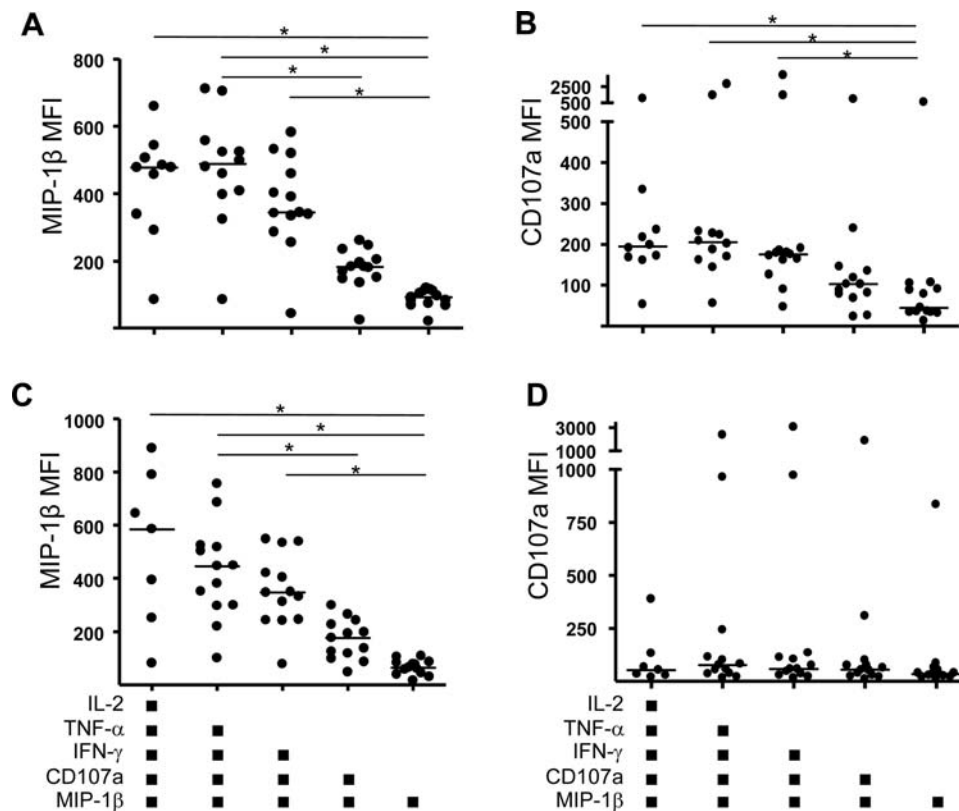 A
* 
*
*
*
MIP-1β MFI
800
600
400
200
0
B
*
*
*
CD107a MFI
2500
500
500
400
300
200
100
C
*
*
*
*
MIP-1β MFI
1000
800
600
400
200
0
D
CD107a MFI
3000
1000
1000
750
500
250
IL-2
TNF-α
IFN-γ
CD107a
MIP-1β
IL-2
TNF-α
IFN-γ
CD107a
MIP-1β